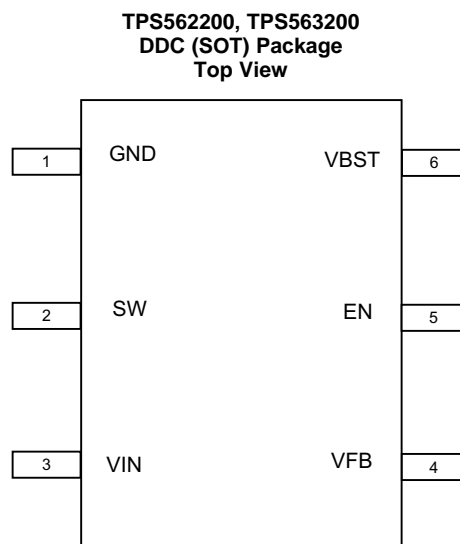 TPS562200, TPS563200
DDC (SOT) Package
Top View
1 GND VBST 6
2 SW EN 5
3 VIN VFB 4